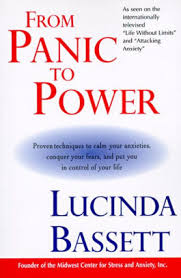 FROM
PANIC
TO
POWER
As seen on the
internationally
televised
"Life Without Limits"
and "Attacking
Anxiety"
Proven techniques to calm your anxieties,
conquer your fears, and put you
in control of your life
LUCINDA
BASSETT
Founder of the Midwest Center for Stress and Anxiety, Inc.